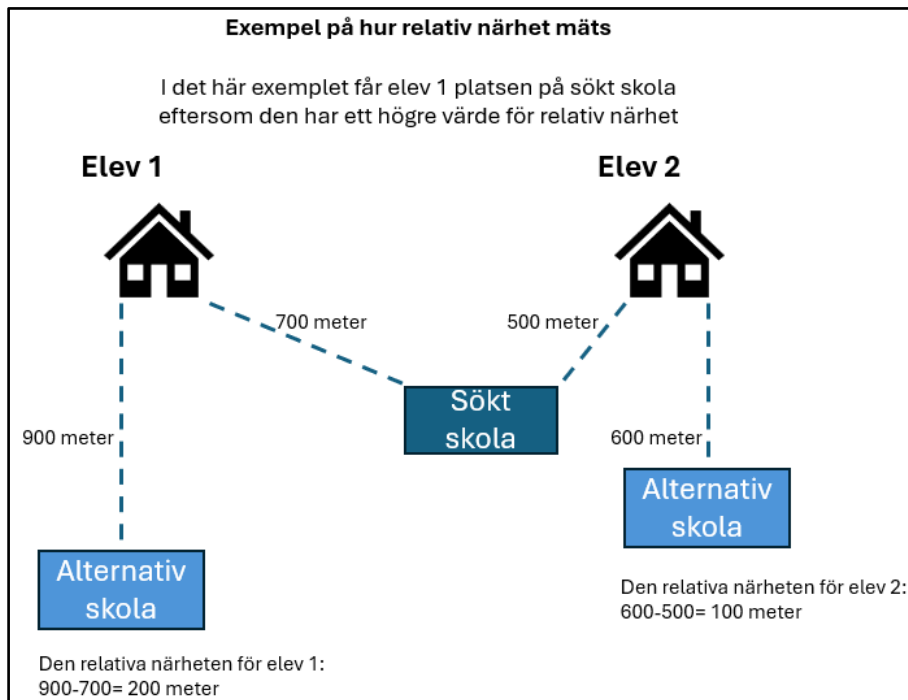 Exempel på hur relativ närhet mäts
I det här exemplet får elev 1 platsen på sökt skola
eftersom den har ett högre värde för relativ närhet
Elev 1
Elev 2
700 meter
500 meter
Sökt
skola
900 meter
600 meter
Alternativ
skola
Alternativ
skola
Den relativa närheten för elev 2:
600-500= 100 meter
Den relativa närheten för elev 1:
900-700= 200 meter